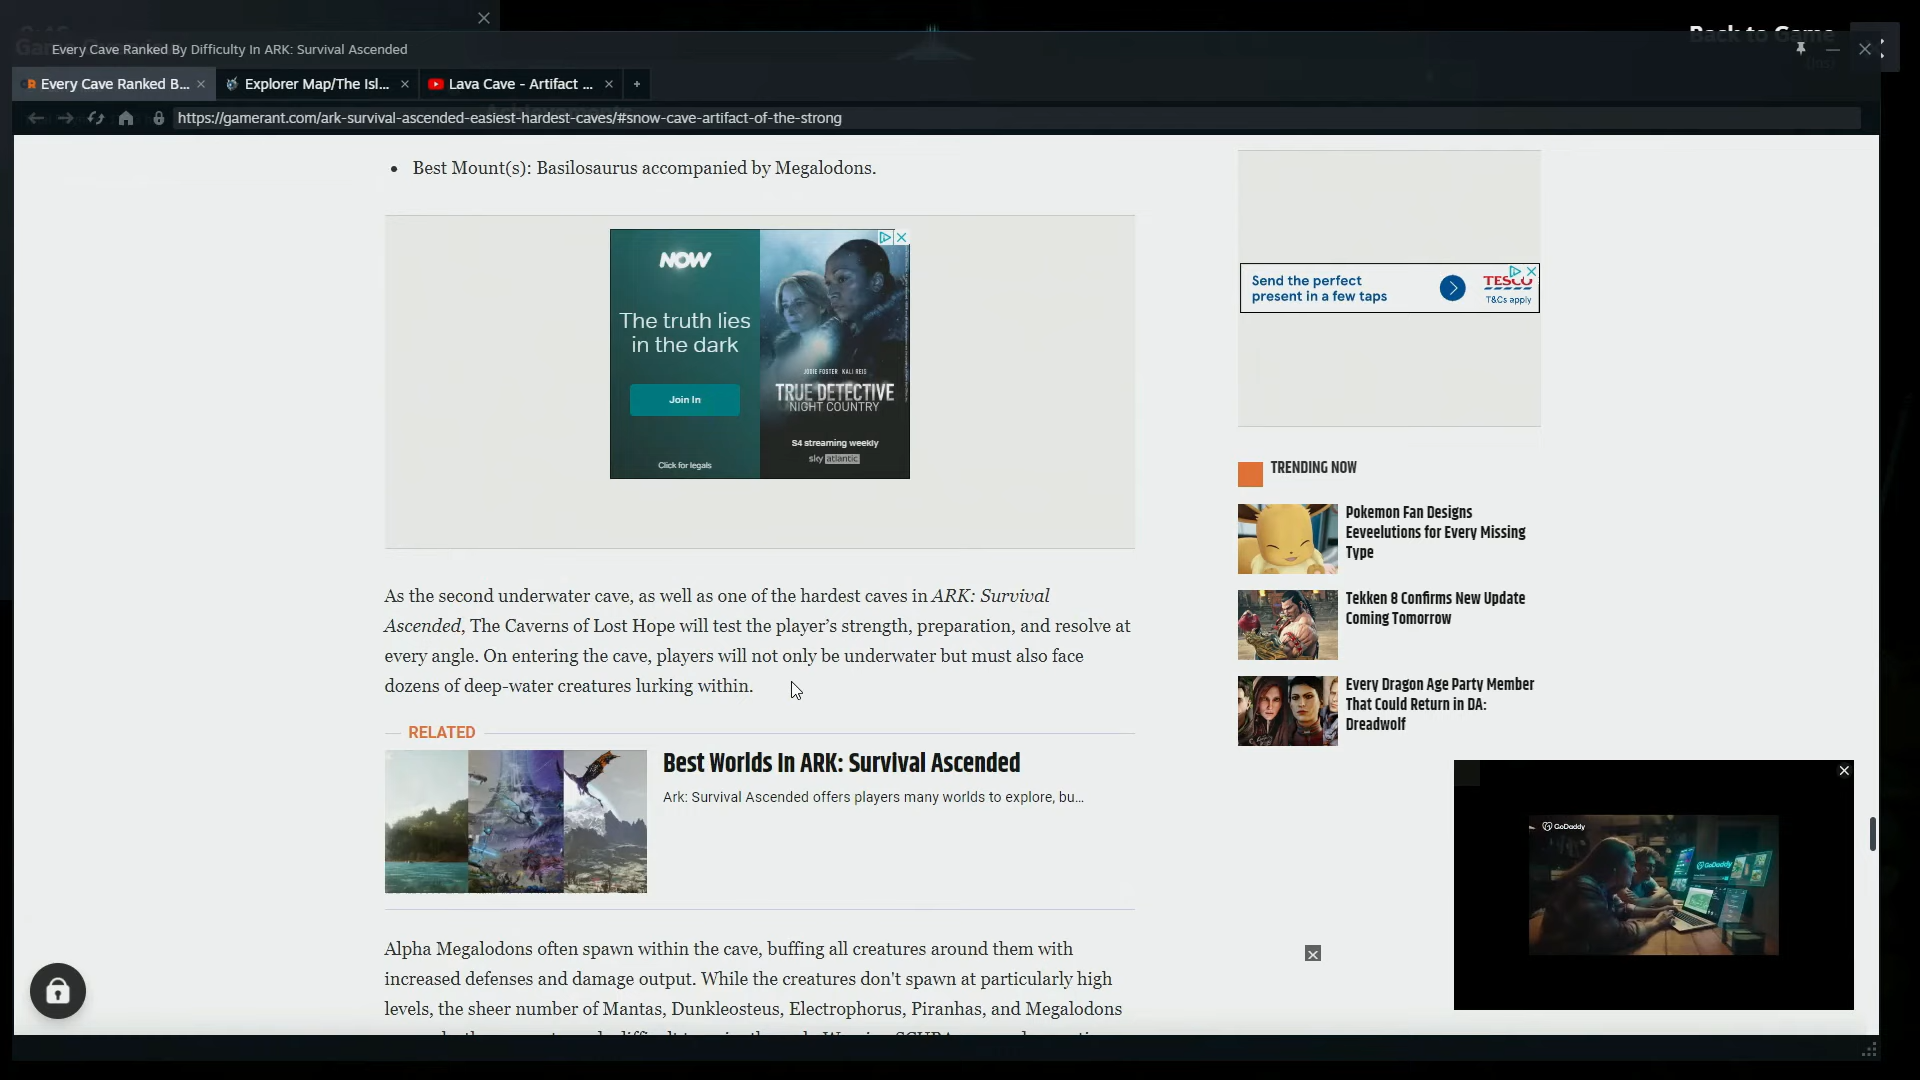 Back to Game
Every Cave Ranked By Difficulty In ARK: Survival Ascended
Every Cave Ranked B...
Explorer Map/The Isl...
Lava Cave - Artifact ...
https://gamerant.com/ark-survival-ascended-easiest-hardest-caves/#snow-cave-artifact-of-the-strong
• Best Mount(s): Basilosaurus accompanied by Megalodons.
NOW
The truth lies
in the dark
Join In
Click for legals
JODIE FOSTER KALI REIS
TRUE DETECTIVE
NIGHT COUNTRY
S4 streaming weekly
sky atlantic
Send the perfect
present in a few taps
TESCO
T&Cs apply
TRENDING NOW
Pokemon Fan Designs
Eeveelutions for Every Missing
Type
Tekken 8 Confirms New Update
Coming Tomorrow
Every Dragon Age Party Member
That Could Return in DA:
Dreadwolf
As the second underwater cave, as well as one of the hardest caves in ARK: Survival
Ascended, The Caverns of Lost Hope will test the player’s strength, preparation, and resolve at
every angle. On entering the cave, players will not only be underwater but must also face
dozens of deep-water creatures lurking within.
RELATED
Best Worlds In ARK: Survival Ascended
Ark: Survival Ascended offers players many worlds to explore, bu...
GoDaddy
GoDaddy
Alpha Megalodons often spawn within the cave, buffing all creatures around them with
increased defenses and damage output. While the creatures don't spawn at particularly high
levels, the sheer number of Mantas, Dunkleosteus, Electrophorus, Piranhas, and Megalodons